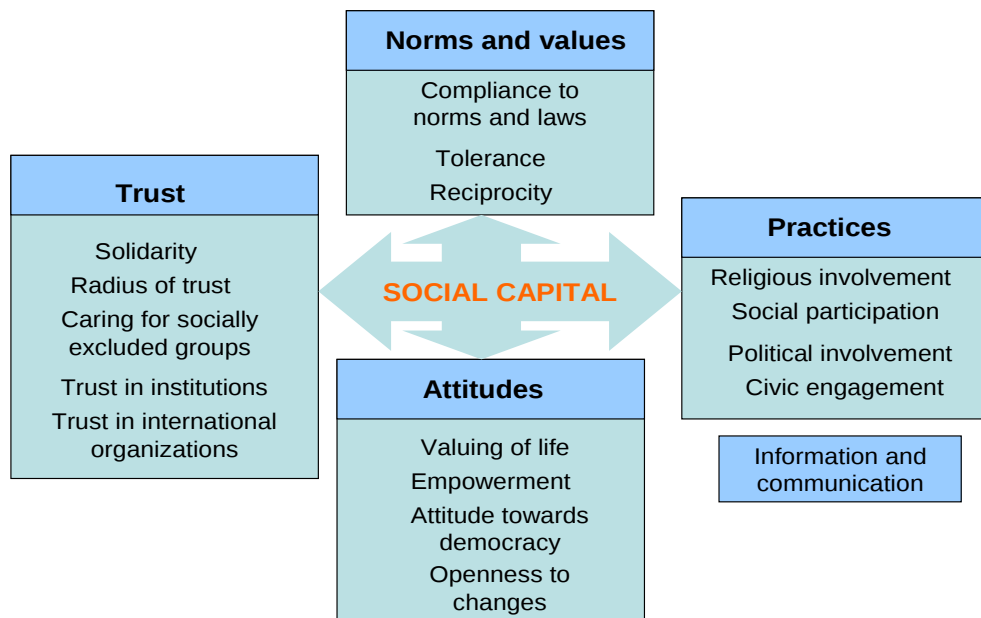 Norms and values
Compliance to
norms and laws
Tolerance
Reciprocity
Trust
Solidarity
Radius of trust
Caring for socially
excluded groups
Trust in institutions
Trust in international
organizations
SOCIAL CAPITAL
Practices
Religious involvement
Social participation
Political involvement
Civic engagement
Attitudes
Valuing of life
Empowerment
Attitude towards
democracy
Openness to
changes
Information and
communication